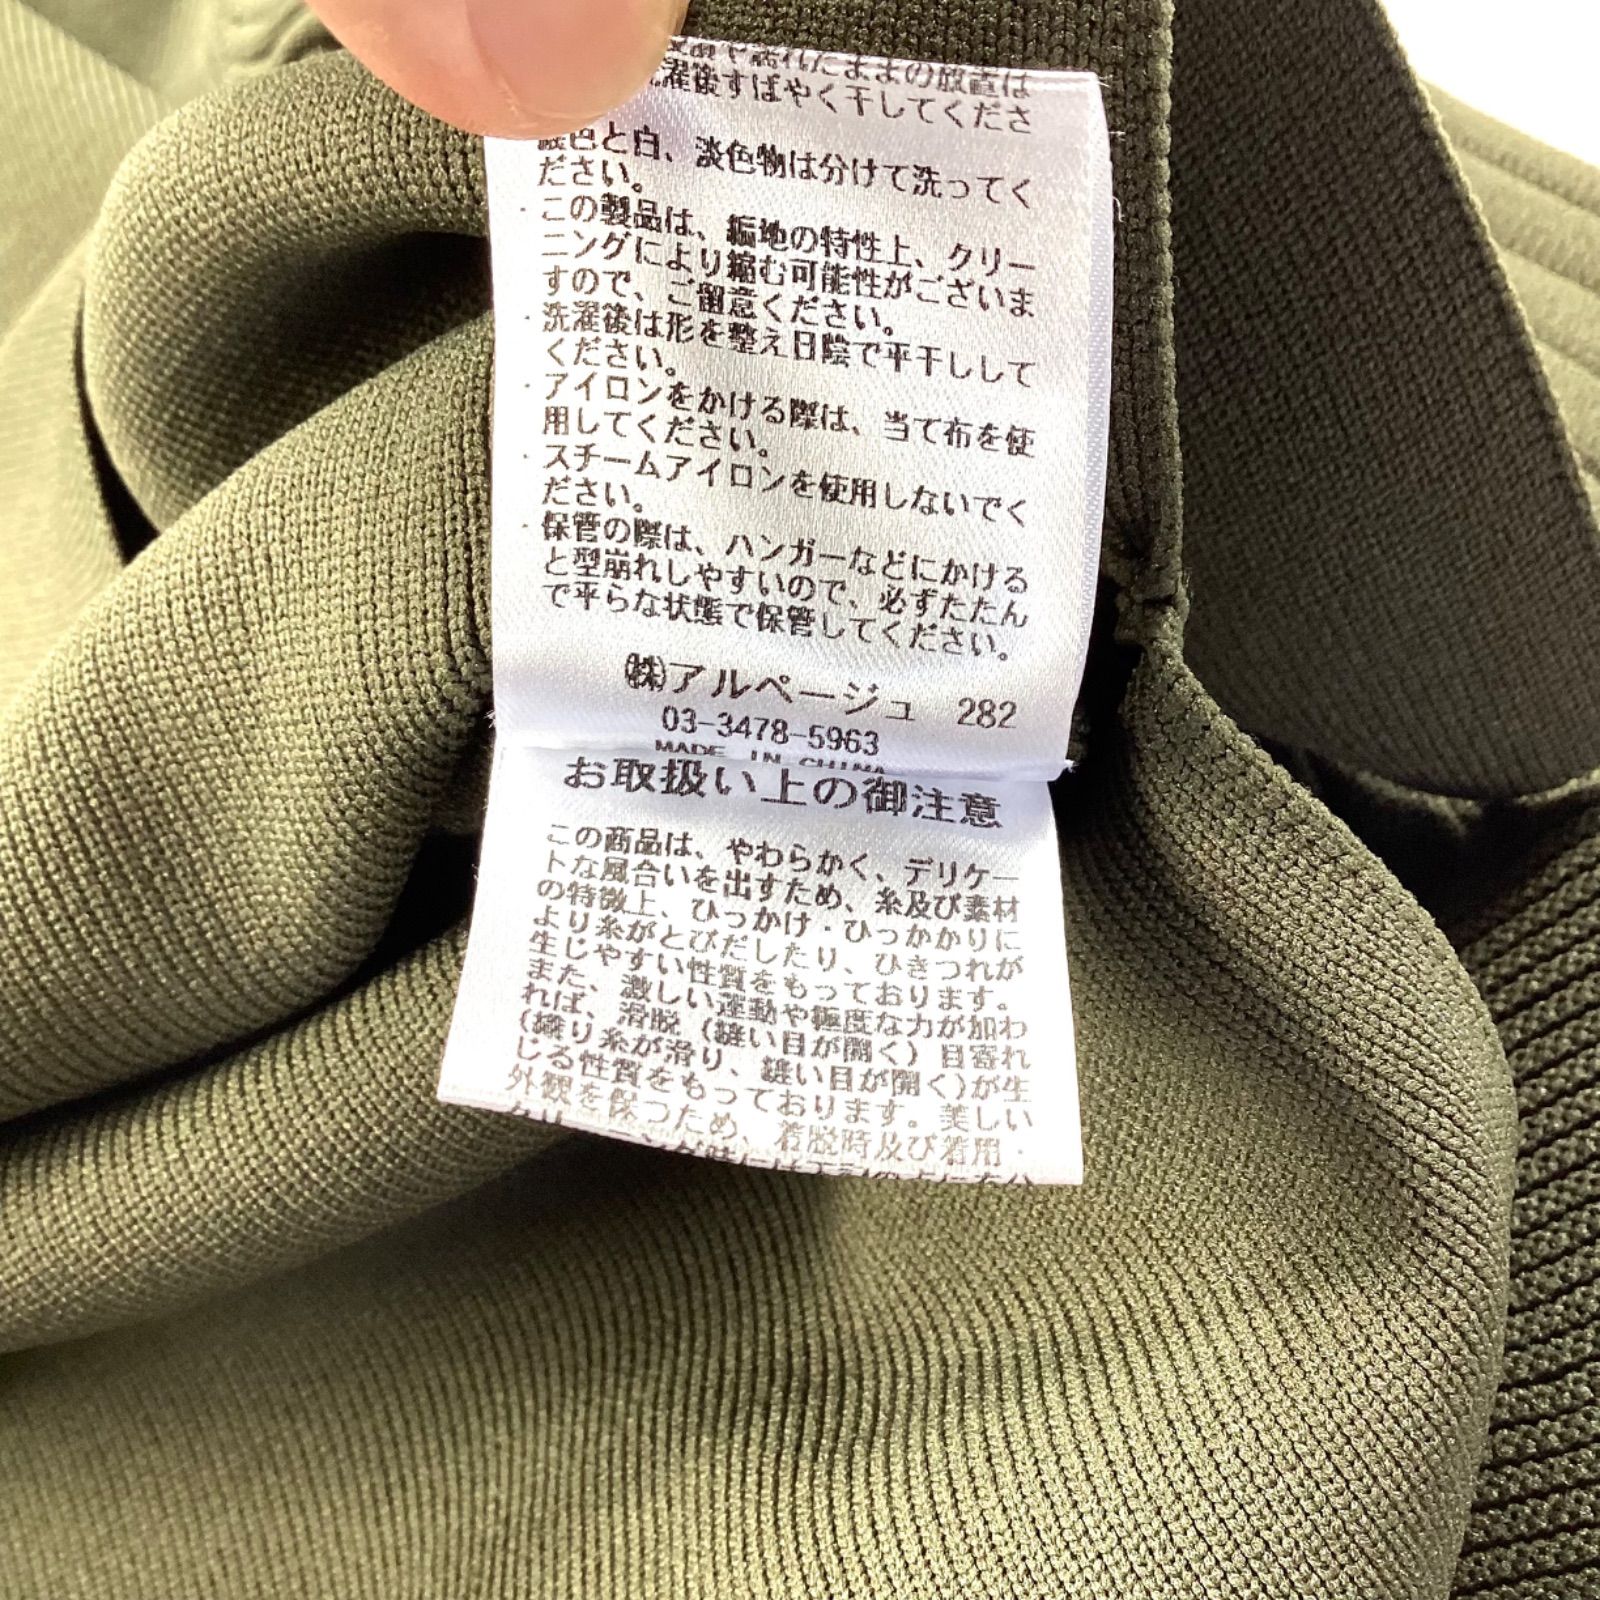 濡れたままの放置は
洗濯後すばやく干してくださ
濃色と白、淡色物は分けて洗ってく
ださい。
・この製品は、編地の特性上、クリー
ニングにより縮む可能性がございま
すので、ご留意ください。
・洗濯後は形を整え日陰で平干しして
ください。
・アイロンをかける際は、当て布を使
用してください。
・スチームアイロンを使用しないでく
ださい。
・保管の際は、ハンガーなどにかける
と型崩れしやすいので、必ずたたん
で平らな状態で保管してください。
㈱アルページュ 282
03-3478-5963
MADE IN CHINA
お取扱い上の御注意
この商品は、やわらかく、デリケー
トな風合いを出すため、糸及び素材
の特徴上、ひっかけ・ひっかかりに
より糸がとびだしたり、ひきつれが
生じやすい性質をもっております。
また、激しい運動や極度な力が加わ
れば、滑脱（縫い目が開く）目寄れ
(縫り糸が滑り、縫い目が開く)が生
じる性質をもっております。美しい
外観を保つため、着脱時及び着用・